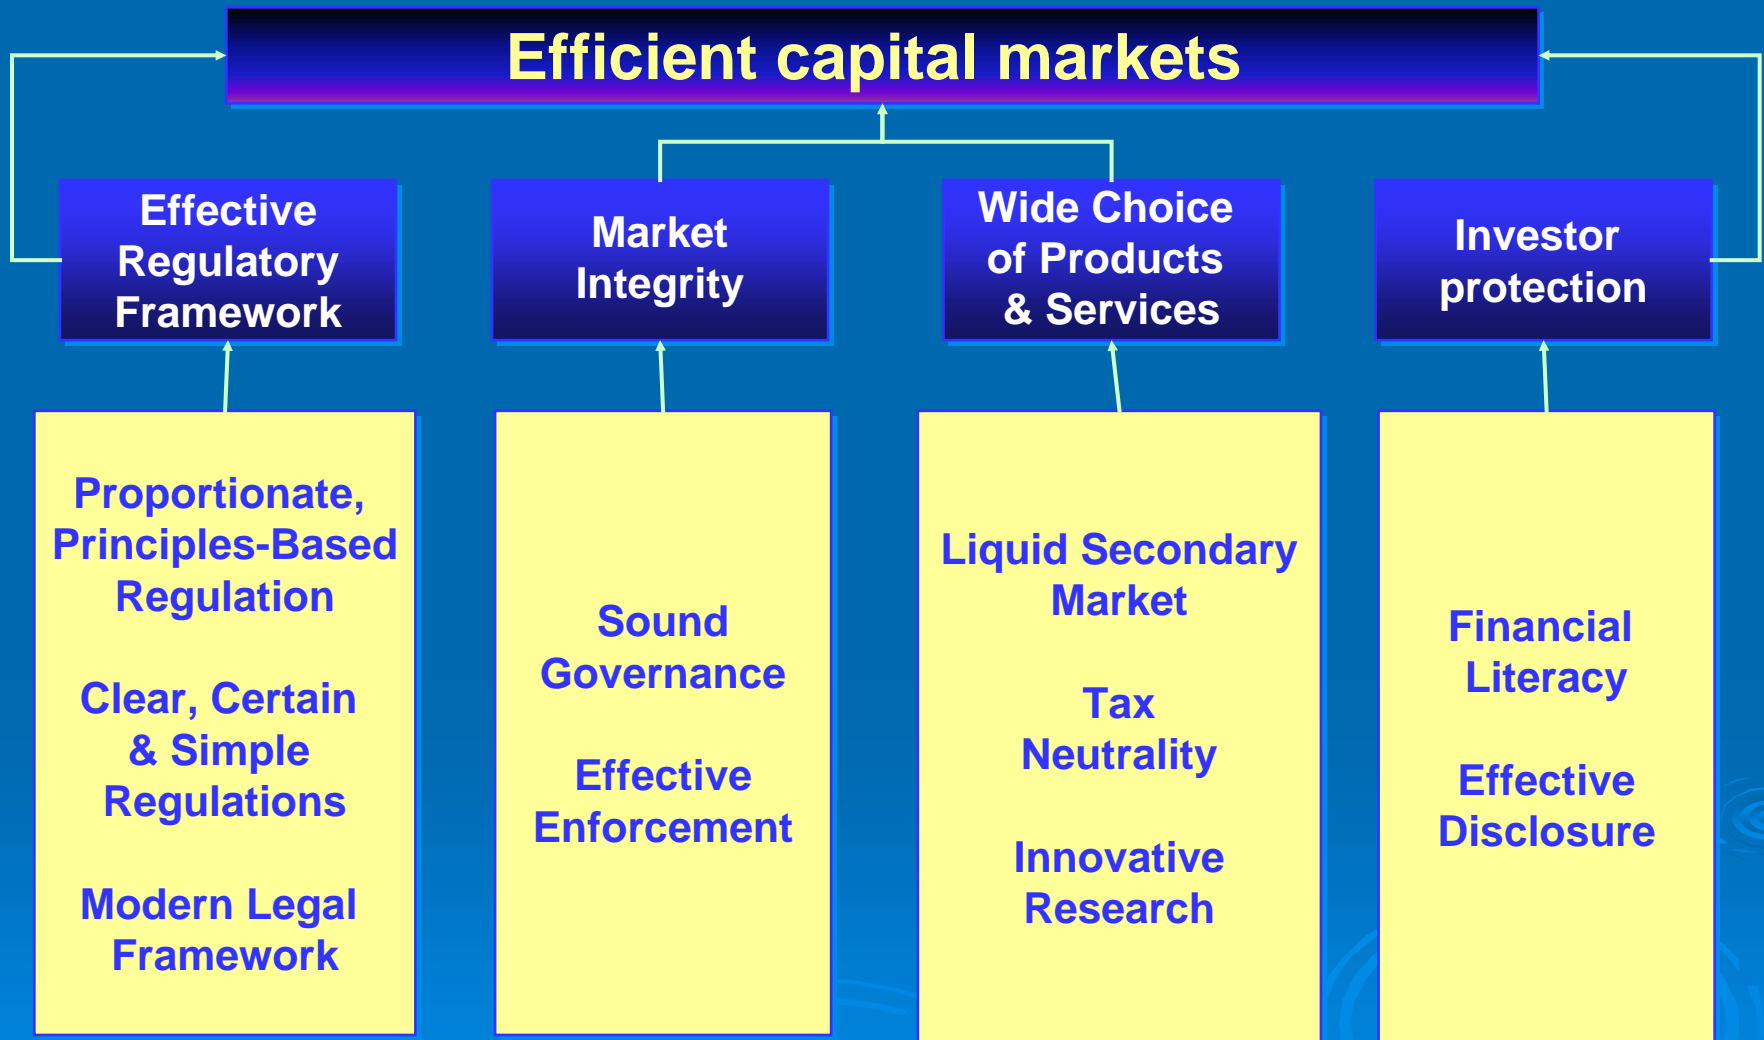 Efficient capital markets
Effective
Regulatory
Framework
Market
Integrity
Wide Choice
of Products
& Services
Investor
protection
Proportionate,
Principles-Based
Regulation
Clear, Certain
& Simple
Regulations
Modern Legal
Framework
Sound
Governance
Effective
Enforcement
Liquid Secondary
Market
Tax
Neutrality
Innovative
Research
Financial
Literacy
Effective
Disclosure